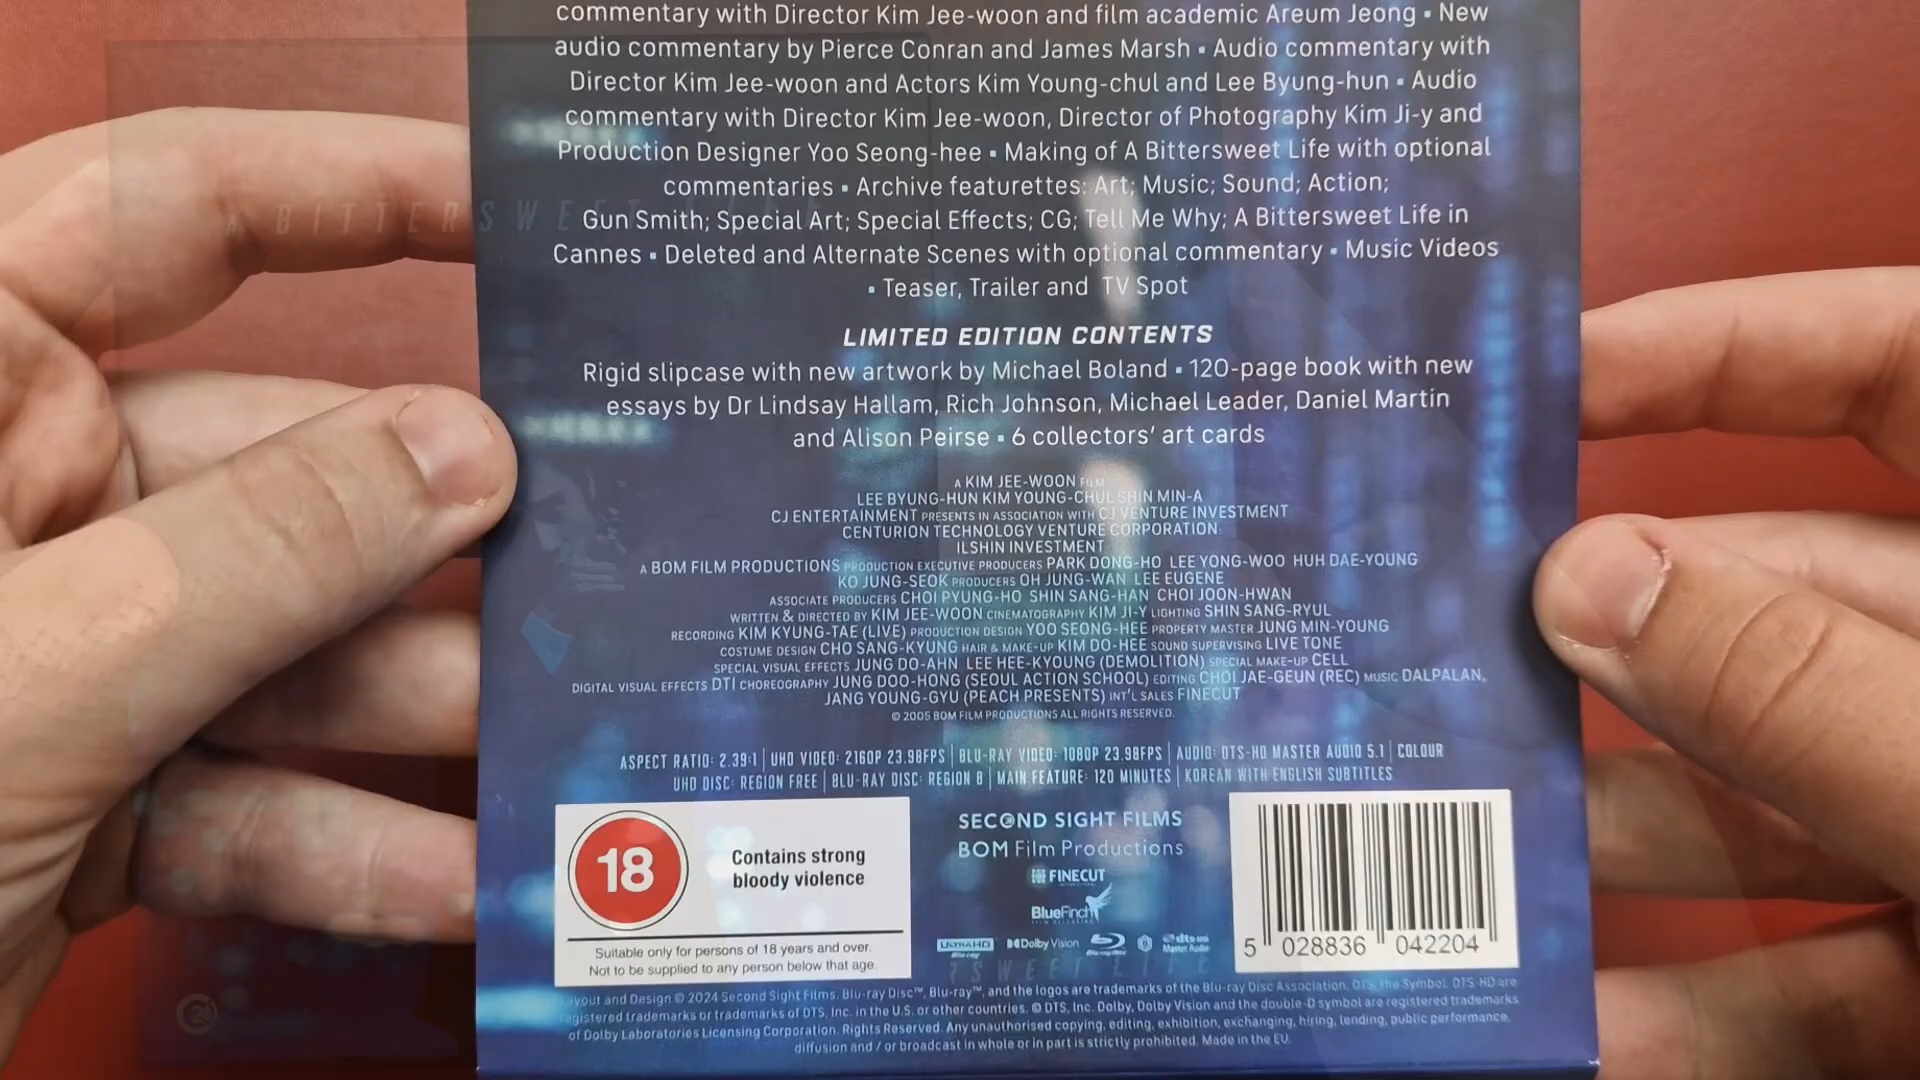 commentary with Director Kim Jee-woon and film academic Areum Jeong ▪ New
audio commentary by Pierce Conran and James Marsh ▪ Audio commentary with
Director Kim Jee-woon and Actors Kim Young-chul and Lee Byung-hun ▪ Audio
commentary with Director Kim Jee-woon, Director of Photography Kim Ji-y and
Production Designer Yoo Seong-hee ▪ Making of A Bittersweet Life with optional
commentaries ▪ Archive featurettes: Art; Music; Sound; Action;
Gun Smith; Special Art; Special Effects; CG; Tell Me Why; A Bittersweet Life in
Cannes ▪ Deleted and Alternate Scenes with optional commentary ▪ Music Videos
▪ Teaser, Trailer and TV Spot
LIMITED EDITION CONTENTS
Rigid slipcase with new artwork by Michael Boland ▪ 120-page book with new
essays by Dr Lindsay Hallam, Rich Johnson, Michael Leader, Daniel Martin
and Alison Peirse ▪ 6 collectors' art cards
A KIM JEE-WOON FILM
LEE BYUNG-HUN KIM YOUNG-CHUL SHIN MIN-A
CJ ENTERTAINMENT PRESENTS IN ASSOCIATION WITH CJ VENTURE INVESTMENT
CENTURION TECHNOLOGY VENTURE CORPORATION
ILSHIN INVESTMENT
A BOM FILM PRODUCTIONS PRODUCTION EXECUTIVE PRODUCERS PARK DONG-HO LEE YONG-WOO HUH DAE-YOUNG
KO JUNG-SEOK PRODUCERS OH JUNG-WAN LEE EUGENE
ASSOCIATE PRODUCERS CHOI PYUNG-HO SHIN SANG-HAN CHOI JOON-HWAN
WRITTEN & DIRECTED BY KIM JEE-WOON CINEMATOGRAPHY KIM JI-Y LIGHTING SHIN SANG-RYUL
RECORDING KIM KYUNG-TAE (LIVE) PRODUCTION DESIGN YOO SEONG-HEE PROPERTY MASTER JUNG MIN-YOUNG
COSTUME DESIGN CHO SANG-KYUNG HAIR & MAKE-UP KIM DO-HEE SOUND SUPERVISING LIVE TONE
SPECIAL VISUAL EFFECTS JUNG DO-AHN LEE HEE-KYOUNG (DEMOLITION) SPECIAL MAKE-UP CELL
DIGITAL VISUAL EFFECTS DTI CHOREOGRAPHY JUNG DOO-HONG (SEOUL ACTION SCHOOL) EDITING CHOI JAE-GEUN (REC) MUSIC DALPALAN,
JANG YOUNG-GYU (PEACH PRESENTS) INT'L SALES FINECUT
© 2005 BOM FILM PRODUCTIONS ALL RIGHTS RESERVED.
ASPECT RATIO: 2.39:1 | UHD VIDEO: 2160P 23.98FPS | BLU-RAY VIDEO: 1080P 23.98FPS | AUDIO: DTS-HD MASTER AUDIO 5.1 | COLOUR
UHD DISC: REGION FREE | BLU-RAY DISC: REGION B | MAIN FEATURE: 120 MINUTES | KOREAN WITH ENGLISH SUBTITLES
18 Contains strong
bloody violence
Suitable only for persons of 18 years and over.
Not to be supplied to any person below that age.
SECOND SIGHT FILMS
BOM Film Productions
FINECUT
BlueFinch
ULTRA HD Blu-ray Dolby Vision Blu-ray Disc dts-HD Master Audio
5 028836 042204
ayout and Design © 2024 Second Sight Films. Blu-ray Disc™, Blu-ray™, and the logos are trademarks of the Blu-ray Disc Association. DTS, the Symbol, DTS-HD are
egistered trademarks or trademarks of DTS, Inc. in the U.S. or other countries. © DTS, Inc. Dolby, Dolby Vision and the double-D symbol are registered trademarks
of Dolby Laboratories Licensing Corporation. Rights Reserved. Any unauthorised copying, editing, exhibition, exchanging, hiring, lending, public performance,
diffusion and / or broadcast in whole or in part is strictly prohibited. Made in the EU.